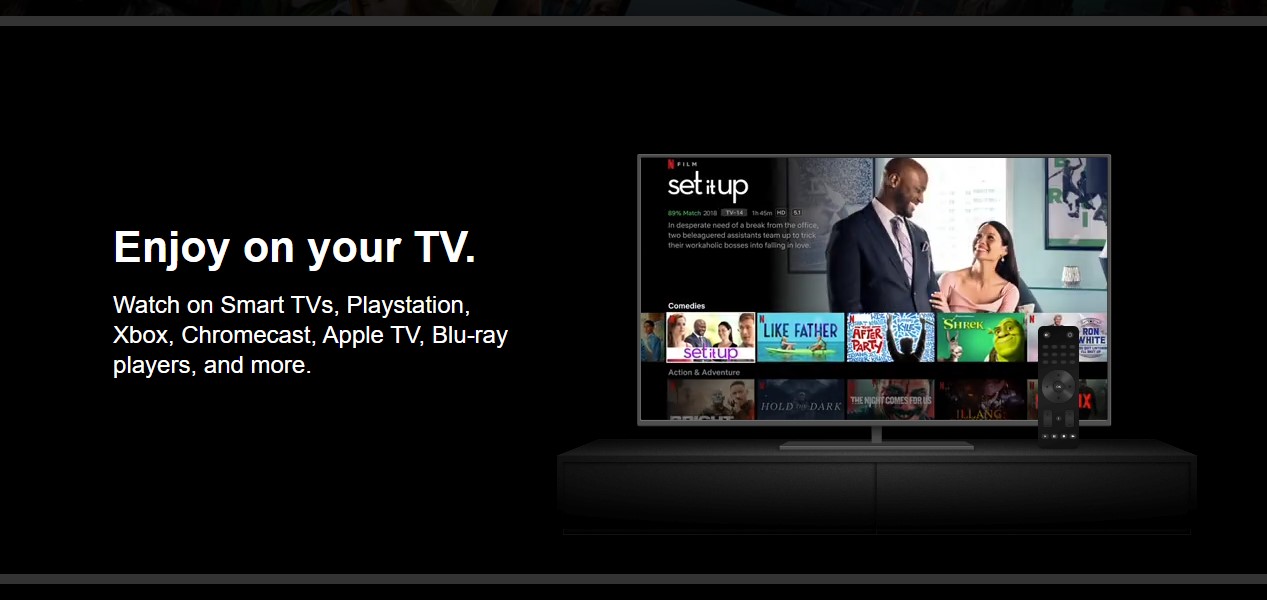 Enjoy on your TV.
Watch on Smart TVs, Playstation,
Xbox, Chromecast, Apple TV, Blu-ray
players, and more.
N FILM
set it up
89% Match 2018 TV-14 1h 45m HD 5.1
In desperate need of a break from the office,
two beleaguered assistants team up to trick
their workaholic bosses into falling in love.
Comedies
set it up
LIKE FATHER
AFTER
PARTY
SHREK
RON
WHITE
Action & Adventure
BRIGHT
HOLD THE DARK
THE NIGHT COMES FOR US
ILLANG